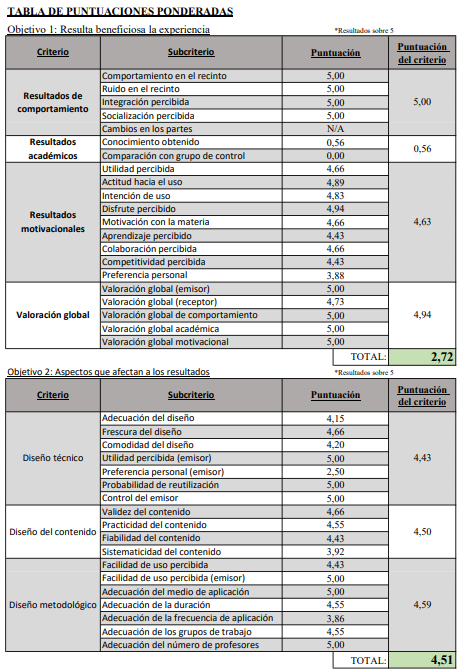 TABLA DE PUNTUACIONES PONDERADAS
Objetivo 1: Resulta beneficiosa la experiencia *Resultados sobre 5
Criterio Subcriterio Puntuación Puntuación del criterio
Resultados de comportamiento 5,00
Comportamiento en el recinto 5,00
Ruido en el recinto 5,00
Integración percibida 5,00
Socialización percibida 5,00
Cambios en los partes N/A
Resultados académicos 0,56
Conocimiento obtenido 0,56
Comparación con grupo de control 0,00
Resultados motivacionales 4,63
Utilidad percibida 4,66
Actitud hacia el uso 4,89
Intención de uso 4,83
Disfrute percibido 4,94
Motivación con la materia 4,66
Aprendizaje percibido 4,43
Colaboración percibida 4,66
Competitividad percibida 4,43
Preferencia personal 3,88
Valoración global 4,94
Valoración global (emisor) 5,00
Valoración global (receptor) 4,73
Valoración global de comportamiento 5,00
Valoración global académica 5,00
Valoración global motivacional 5,00
TOTAL: 2,72
Objetivo 2: Aspectos que afectan a los resultados *Resultados sobre 5
Criterio Subcriterio Puntuación Puntuación del criterio
Diseño técnico 4,43
Adecuación del diseño 4,15
Frescura del diseño 4,66
Comodidad del diseño 4,20
Utilidad percibida (emisor) 5,00
Preferencia personal (emisor) 2,50
Probabilidad de reutilización 5,00
Control del emisor 5,00
Diseño del contenido 4,50
Validez del contenido 4,66
Practicidad del contenido 4,55
Fiabilidad del contenido 4,43
Sistematicidad del contenido 3,92
Diseño metodológico 4,59
Facilidad de uso percibida 4,43
Facilidad de uso percibida (emisor) 5,00
Adecuación del medio de aplicación 5,00
Adecuación de la duración 4,55
Adecuación de la frecuencia de aplicación 3,86
Adecuación de los grupos de trabajo 4,55
Adecuación del número de profesores 5,00
TOTAL: 4,51